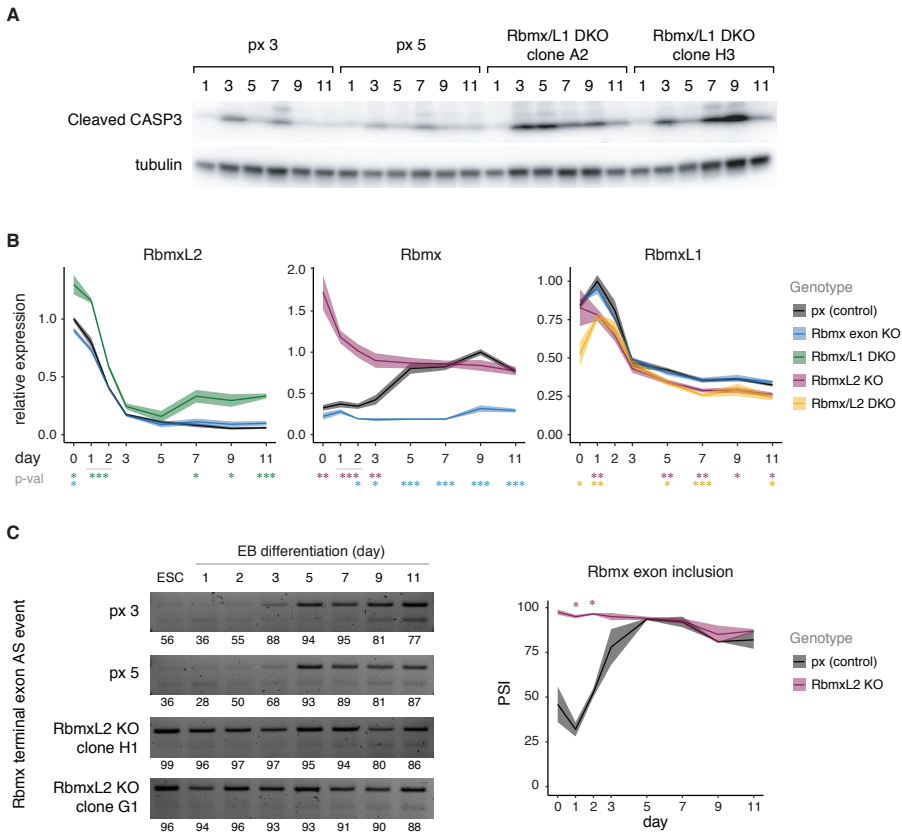 A
px 3
px 5
Rbmx/L1 DKO
clone A2
Rbmx/L1 DKO
clone H3
1 3 5 7 9 11 1 3 5 7 9 11 1 3 5 7 9 11 1 3 5 7 9 11
Cleaved CASP3
tubulin
B
RbmxL2
Rbmx
RbmxL1
relative expression
1.0
0.5
0.0
2.0
1.5
1.0
0.5
0.0
1.00
0.75
0.50
0.25
0.00
day
0 1 2 3 5 7 9 11
0 1 2 3 5 7 9 11
0 1 2 3 5 7 9 11
p-val
* *** * * ***
*
** *** **
* * *** *** *** ***
** ** ** * *
* ** * *** *
Genotype
px (control)
Rbmx exon KO
Rbmx/L1 DKO
RbmxL2 KO
Rbmx/L2 DKO
C
Rbmx terminal exon AS event
EB differentiation (day)
ESC 1 2 3 5 7 9 11
px 3
56 36 55 88 94 95 81 77
px 5
36 28 50 68 93 89 81 87
RbmxL2 KO
clone H1
99 96 97 97 95 94 80 86
RbmxL2 KO
clone G1
96 94 96 93 93 91 90 88
Rbmx exon inclusion
* *
PSI
100
75
50
25
0
0 1 2 3 5 7 9 11
day
Genotype
px (control)
RbmxL2 KO